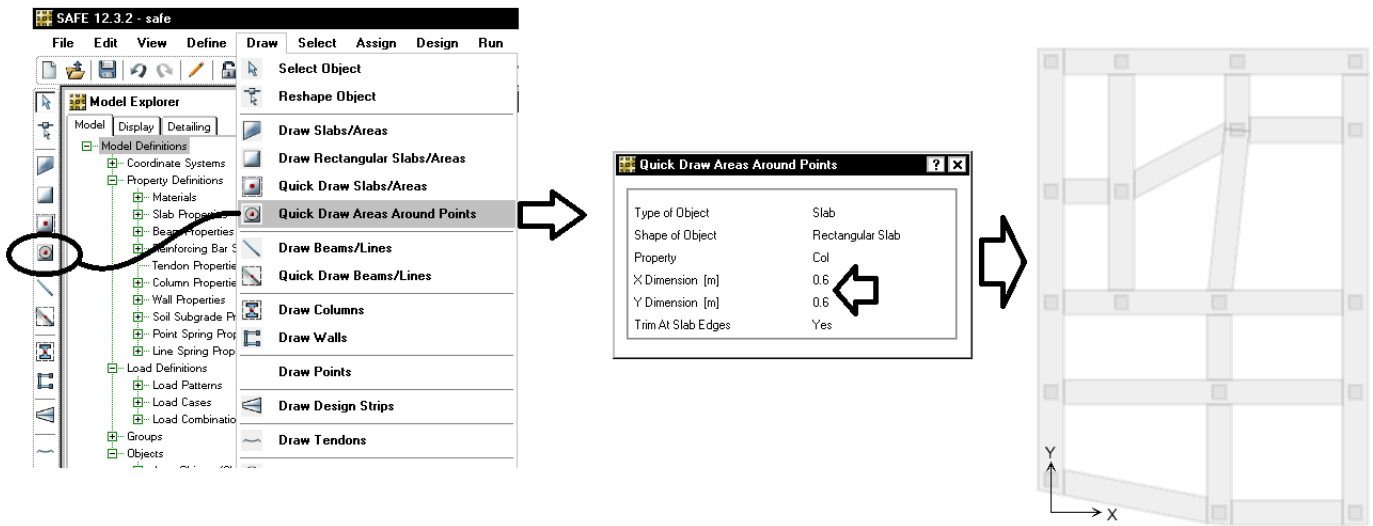 SAFE 12.3.2 - safe
File Edit View Define Draw Select Assign Design Run
Select Object
Reshape Object
Draw Slabs/Areas
Draw Rectangular Slabs/Areas
Quick Draw Slabs/Areas
Quick Draw Areas Around Points
Draw Beams/Lines
Quick Draw Beams/Lines
Draw Columns
Draw Walls
Draw Points
Draw Design Strips
Draw Tendons
Model Explorer
Model Display Detailing
Model Definitions
Coordinate Systems
Property Definitions
Materials
Slab Properties
Beam Properties
Reinforcing Bar S
Tendon Propertie
Column Propertie
Wall Properties
Soil Subgrade Pr
Point Spring Prop
Line Spring Prop
Load Definitions
Load Patterns
Load Cases
Load Combinatio
Groups
Objects
Quick Draw Areas Around Points ? X
Type of Object Slab
Shape of Object Rectangular Slab
Property Col
X Dimension [m] 0.6
Y Dimension [m] 0.6
Trim At Slab Edges Yes
Y
X